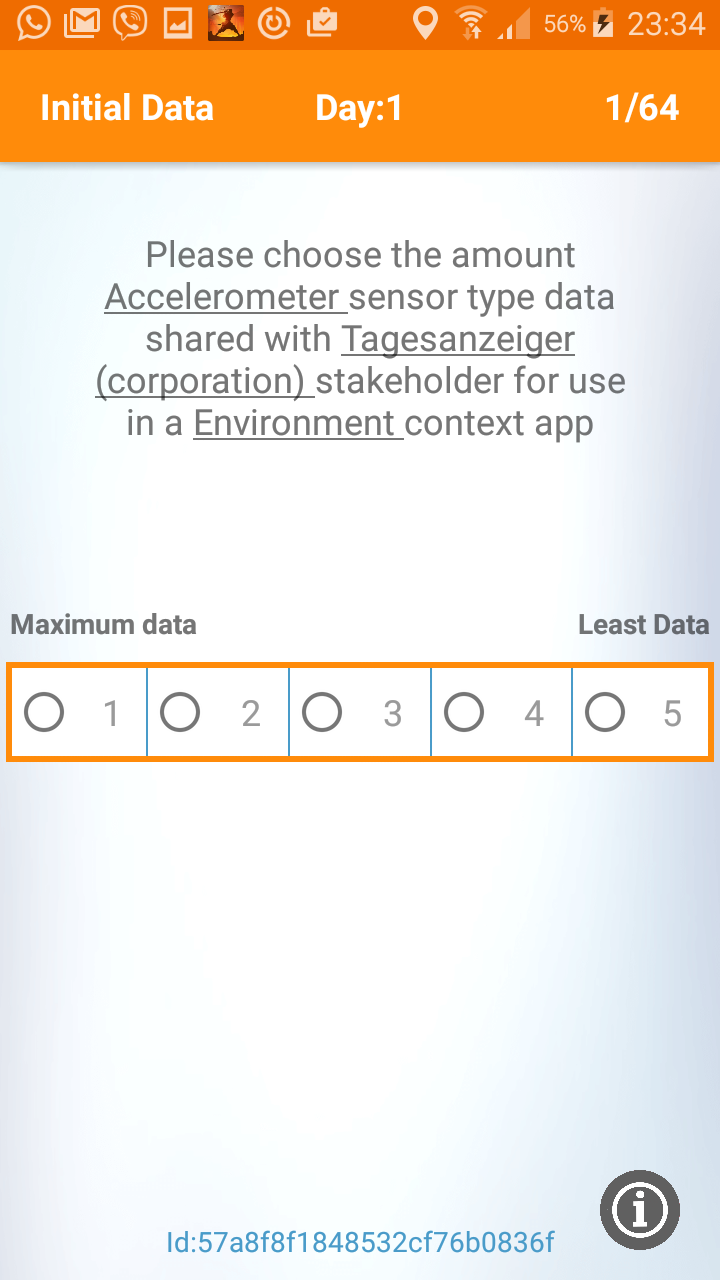 56% 23:34
Initial Data Day:1 1/64
Please choose the amount
Accelerometer sensor type data
shared with Tagesanzeiger
(corporation) stakeholder for use
in a Environment context app
Maximum data Least Data
1 2 3 4 5
Id:57a8f8f1848532cf76b0836f